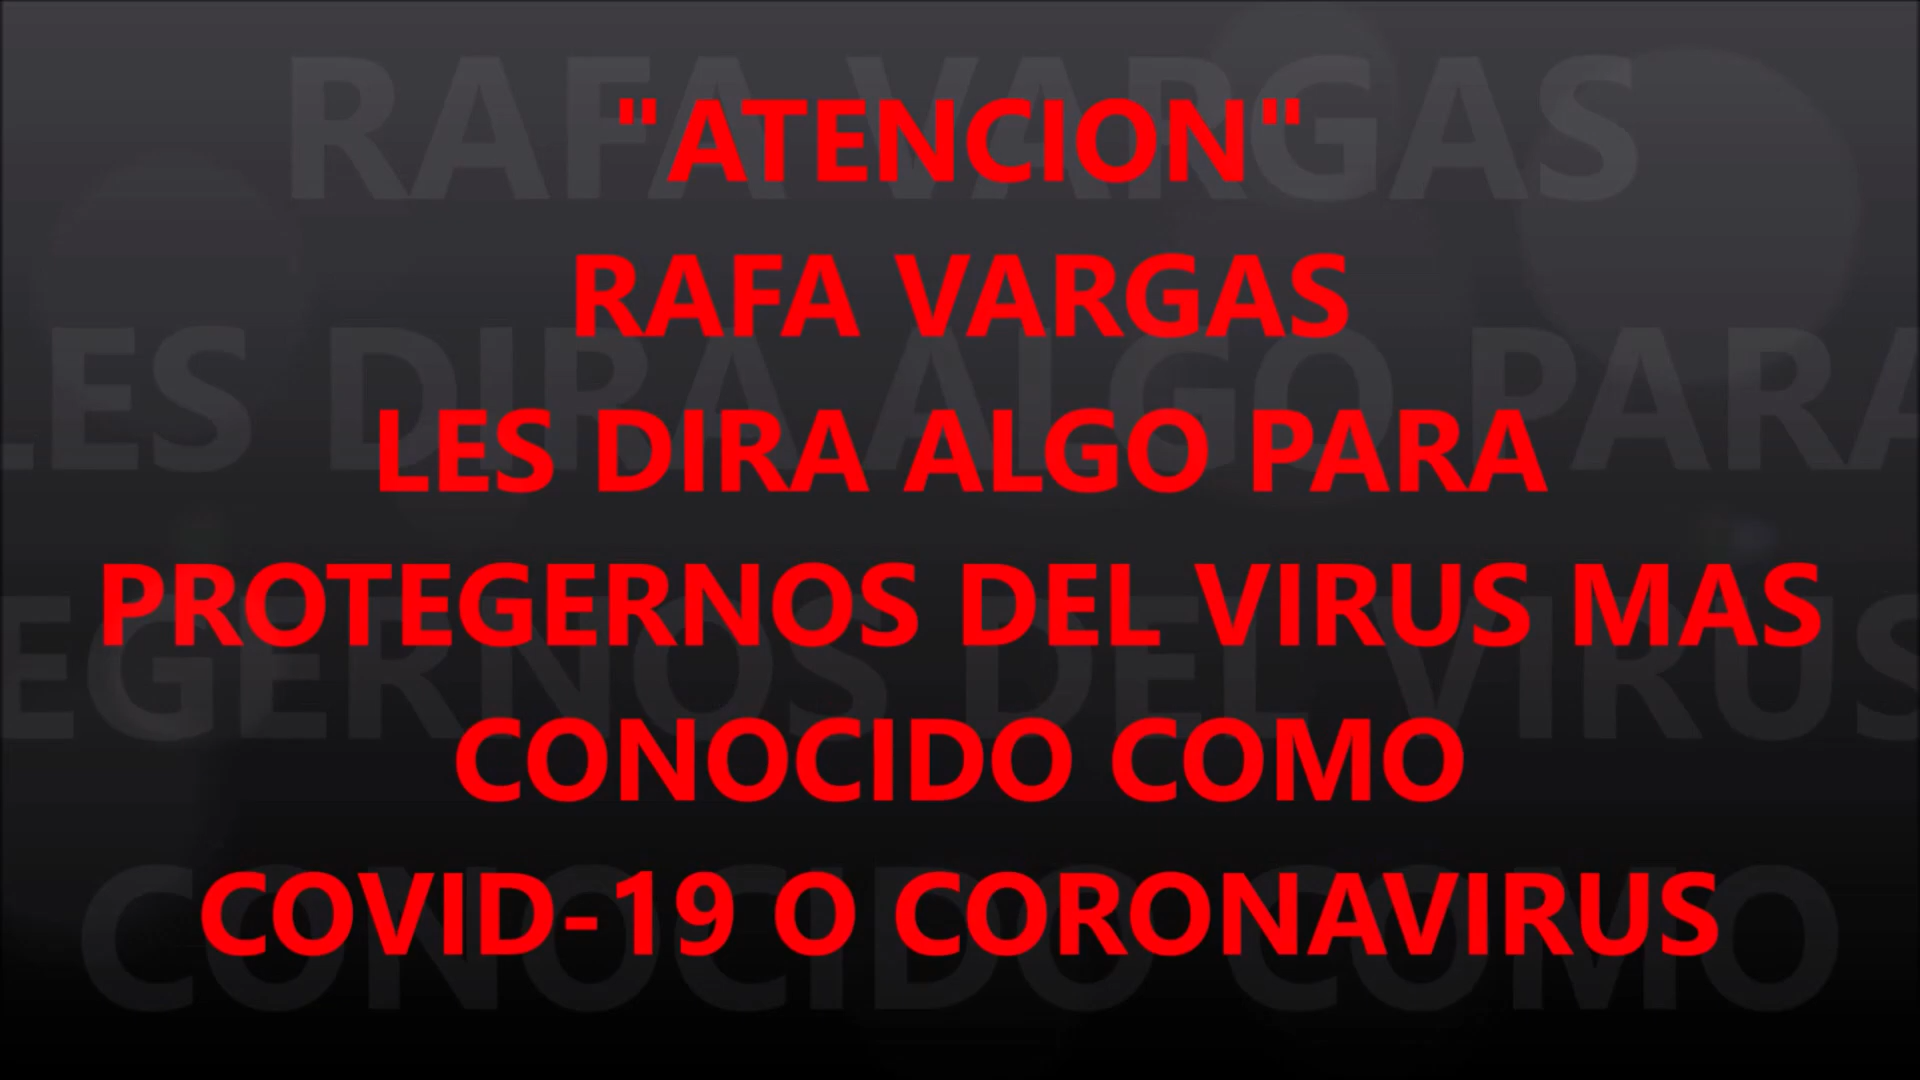 "ATENCION"
RAFA VARGAS
LES DIRA ALGO PARA
PROTEGERNOS DEL VIRUS MAS
CONOCIDO COMO
COVID-19 O CORONAVIRUS